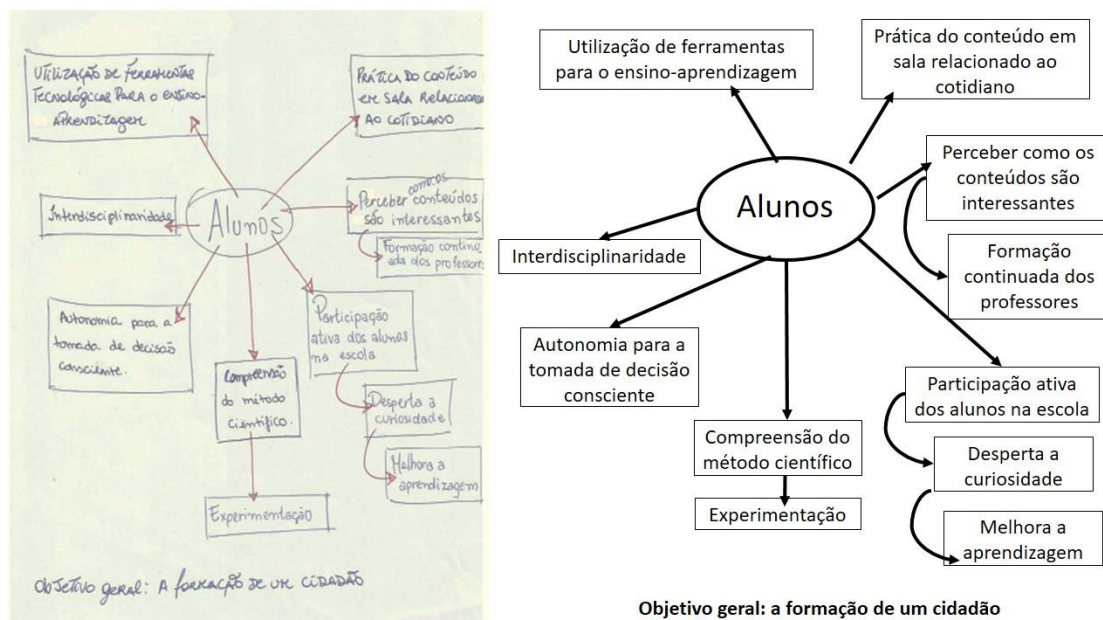 UTILIZAÇÃO DE FERRAMENTAS
TECNOLÓGICAS PARA O ENSINO-
APRENDIZAGEM
PRÁTICA DO CONTEÚDO
EM SALA RELACIONADO
AO COTIDIANO
Interdisciplinaridade
Alunos
como os
Perceber conteúdos
são interessantes
Formação continu
ada dos professores
Autonomia para a
tomada de decisão
consciente.
Participação
ativa dos alunos
na escola
Compreensão
do método
científico.
Desperta a
curiosidade
Melhora a
aprendizagem
Experimentação
Objetivo geral: A formação de um cidadão
Utilização de ferramentas
para o ensino-aprendizagem
Prática do conteúdo em
sala relacionado ao
cotidiano
Perceber como os
conteúdos são
interessantes
Alunos
Interdisciplinaridade
Formação
continuada dos
professores
Autonomia para a
tomada de decisão
consciente
Participação ativa
dos alunos na escola
Compreensão do
método científico
Desperta a
curiosidade
Experimentação
Melhora a
aprendizagem
Objetivo geral: a formação de um cidadão